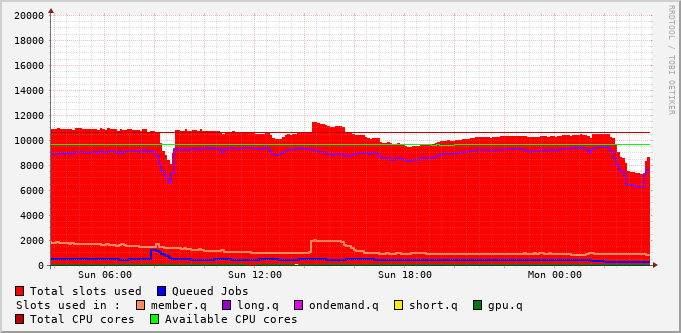 20000
18000
16000
14000
12000
10000
8000
6000
4000
2000
0
Sun 06:00 Sun 12:00 Sun 18:00 Mon 00:00
RRDTOOL / TOBI OETIKER
Total slots used Queued Jobs
Slots used in : member.q long.q ondemand.q short.q gpu.q
Total CPU cores Available CPU cores